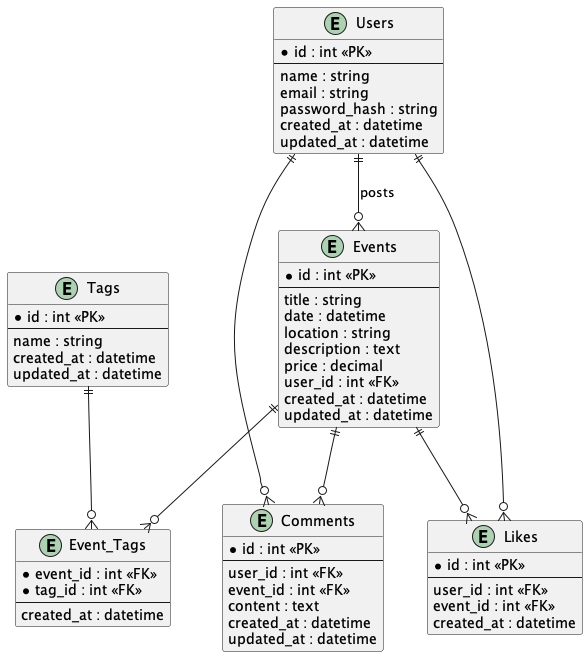 E Users
* id : int «PK»
name : string
email : string
password_hash : string
created_at : datetime
updated_at : datetime
posts
E Events
* id : int «PK»
title : string
date : datetime
location : string
description : text
price : decimal
user_id : int «FK»
created_at : datetime
updated_at : datetime
E Tags
* id : int «PK»
name : string
created_at : datetime
updated_at : datetime
E Event_Tags
* event_id : int «FK»
* tag_id : int «FK»
created_at : datetime
E Comments
* id : int «PK»
user_id : int «FK»
event_id : int «FK»
content : text
created_at : datetime
updated_at : datetime
E Likes
* id : int «PK»
user_id : int «FK»
event_id : int «FK»
created_at : datetime